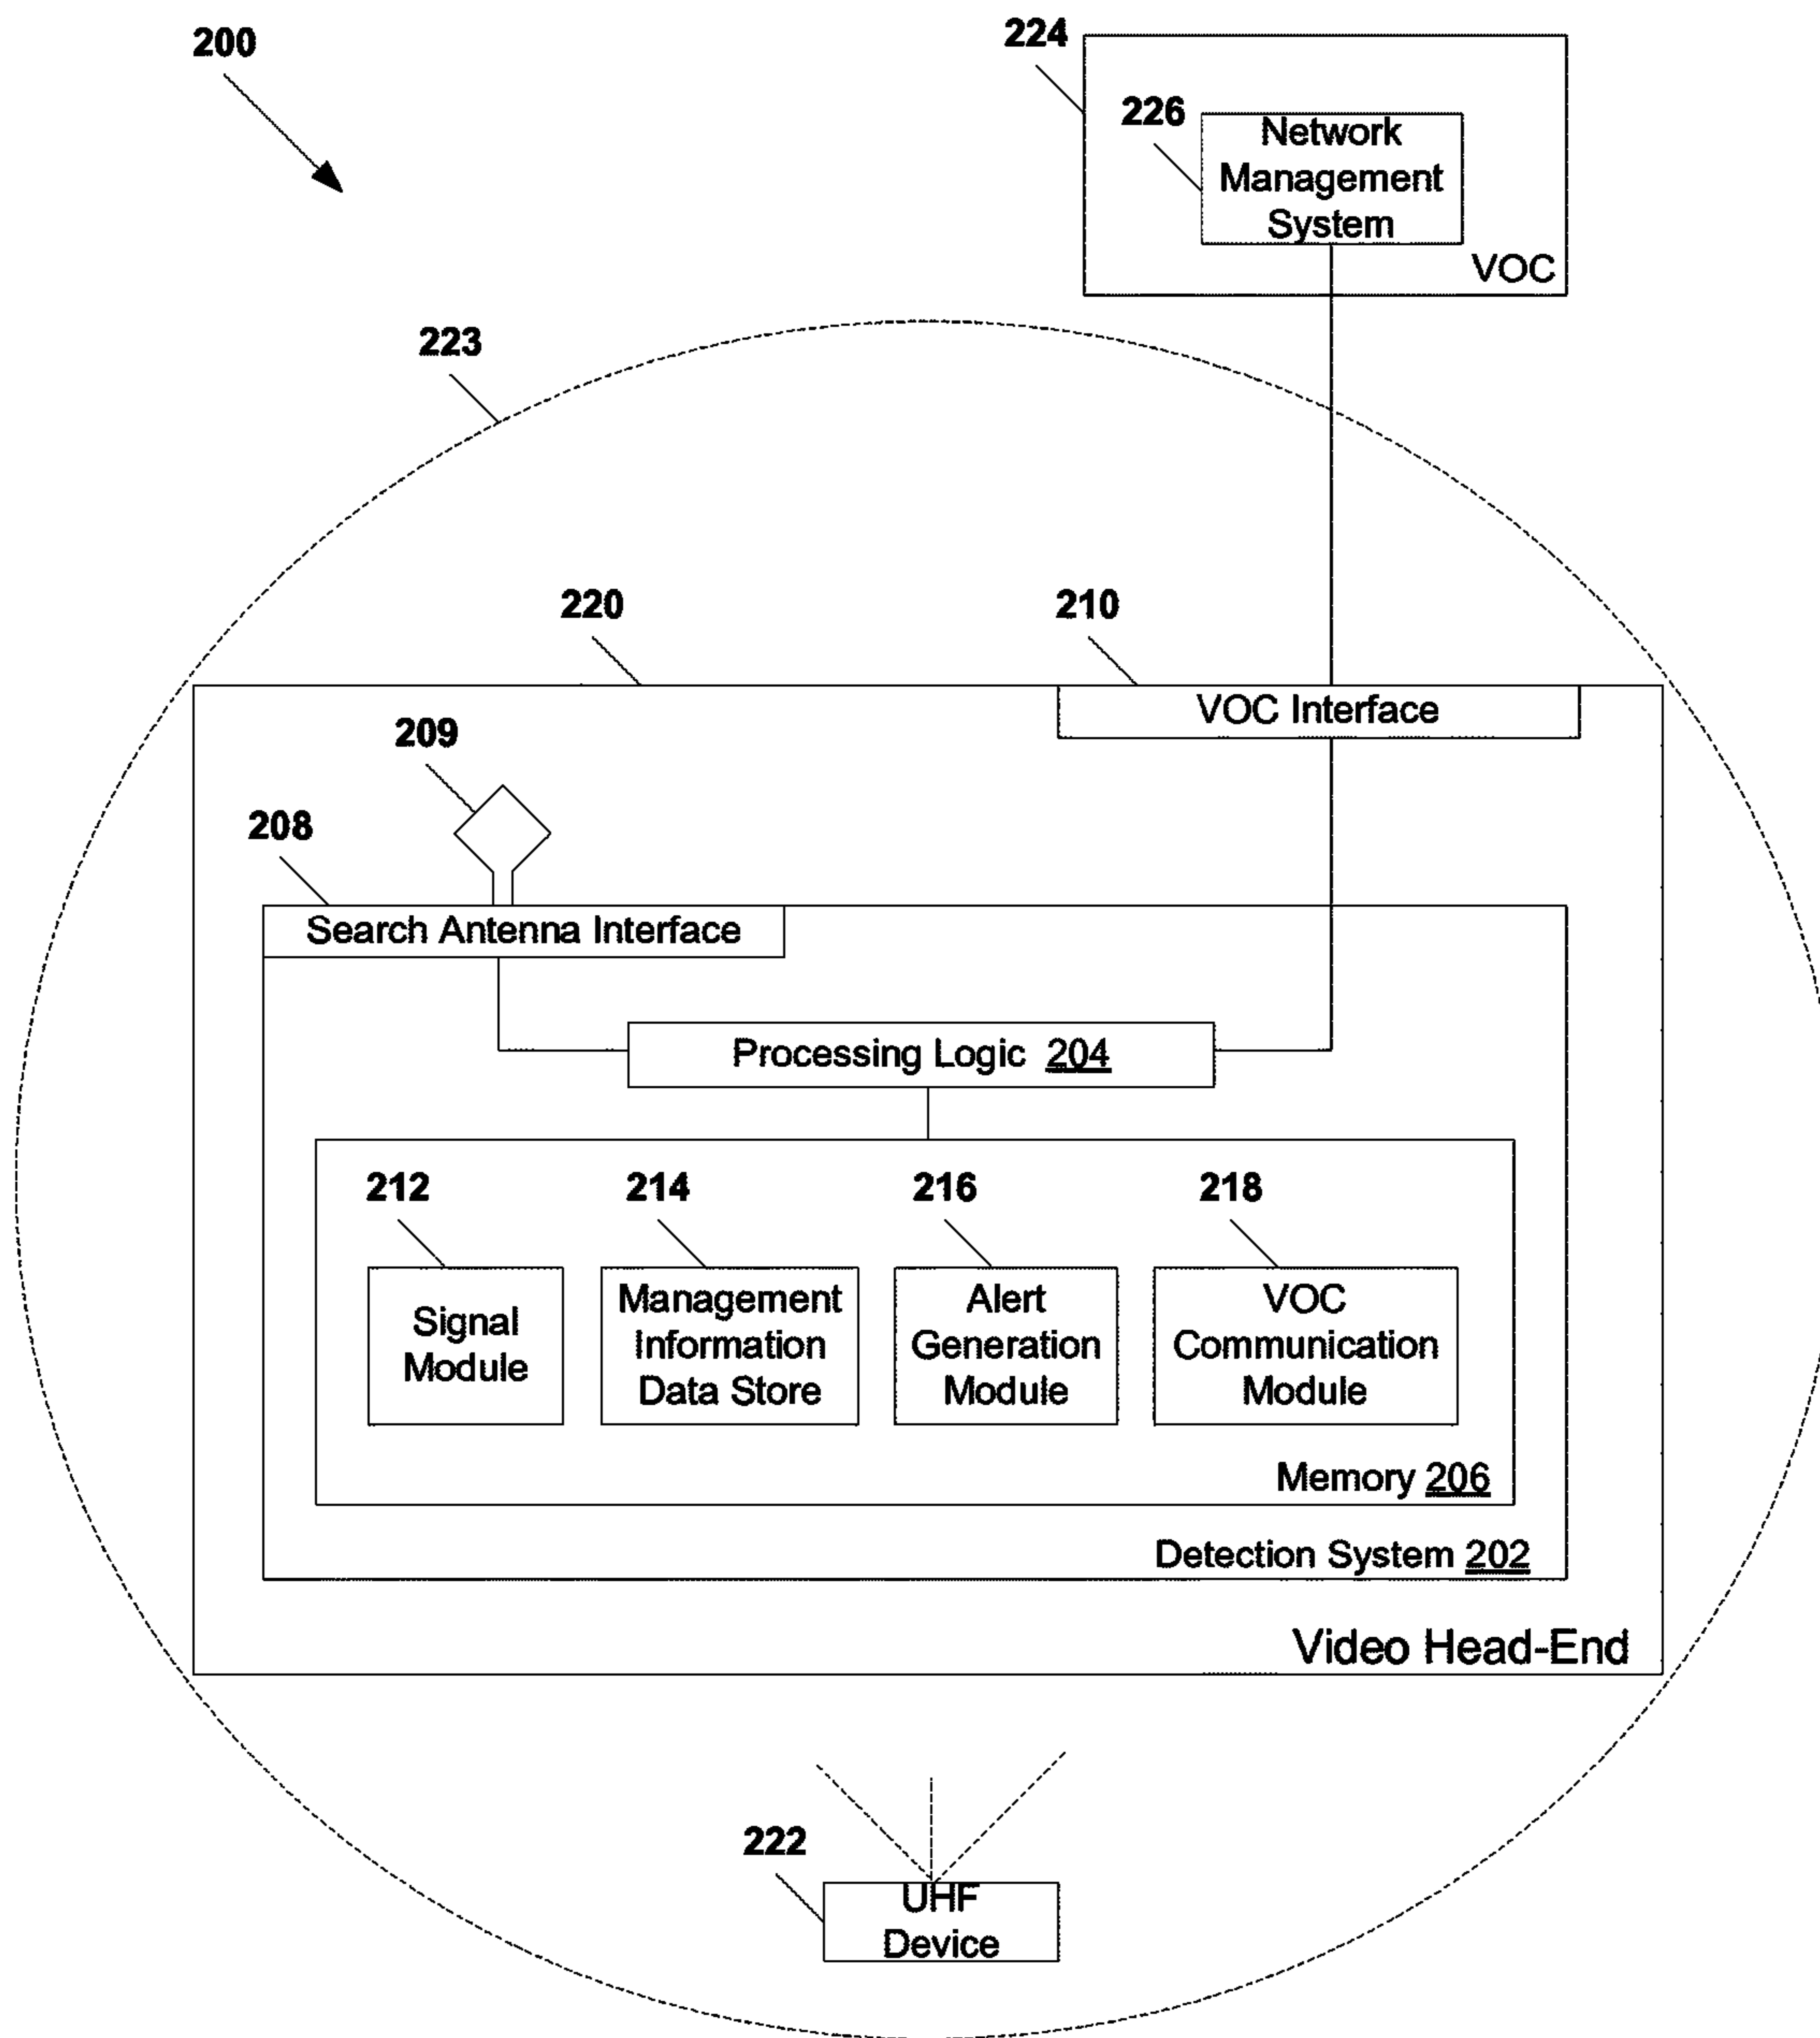 200
224
226
Network
Management
System
VOC
223
220
210
VOC Interface
209
208
Search Antenna Interface
Processing Logic 204
212
214
216
218
Signal
Module
Management
Information
Data Store
Alert
Generation
Module
VOC
Communication
Module
Memory 206
Detection System 202
Video Head-End
222
UHF
Device